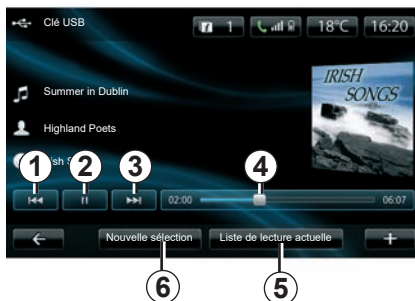 Clé USB
1
18°C
16:20
IRISH
SONGS
Summer in Dublin
Highland Poets
1
2
3
4
02:00
06:07
Nouvelle sélection
Liste de lecture actuelle
+
6
5